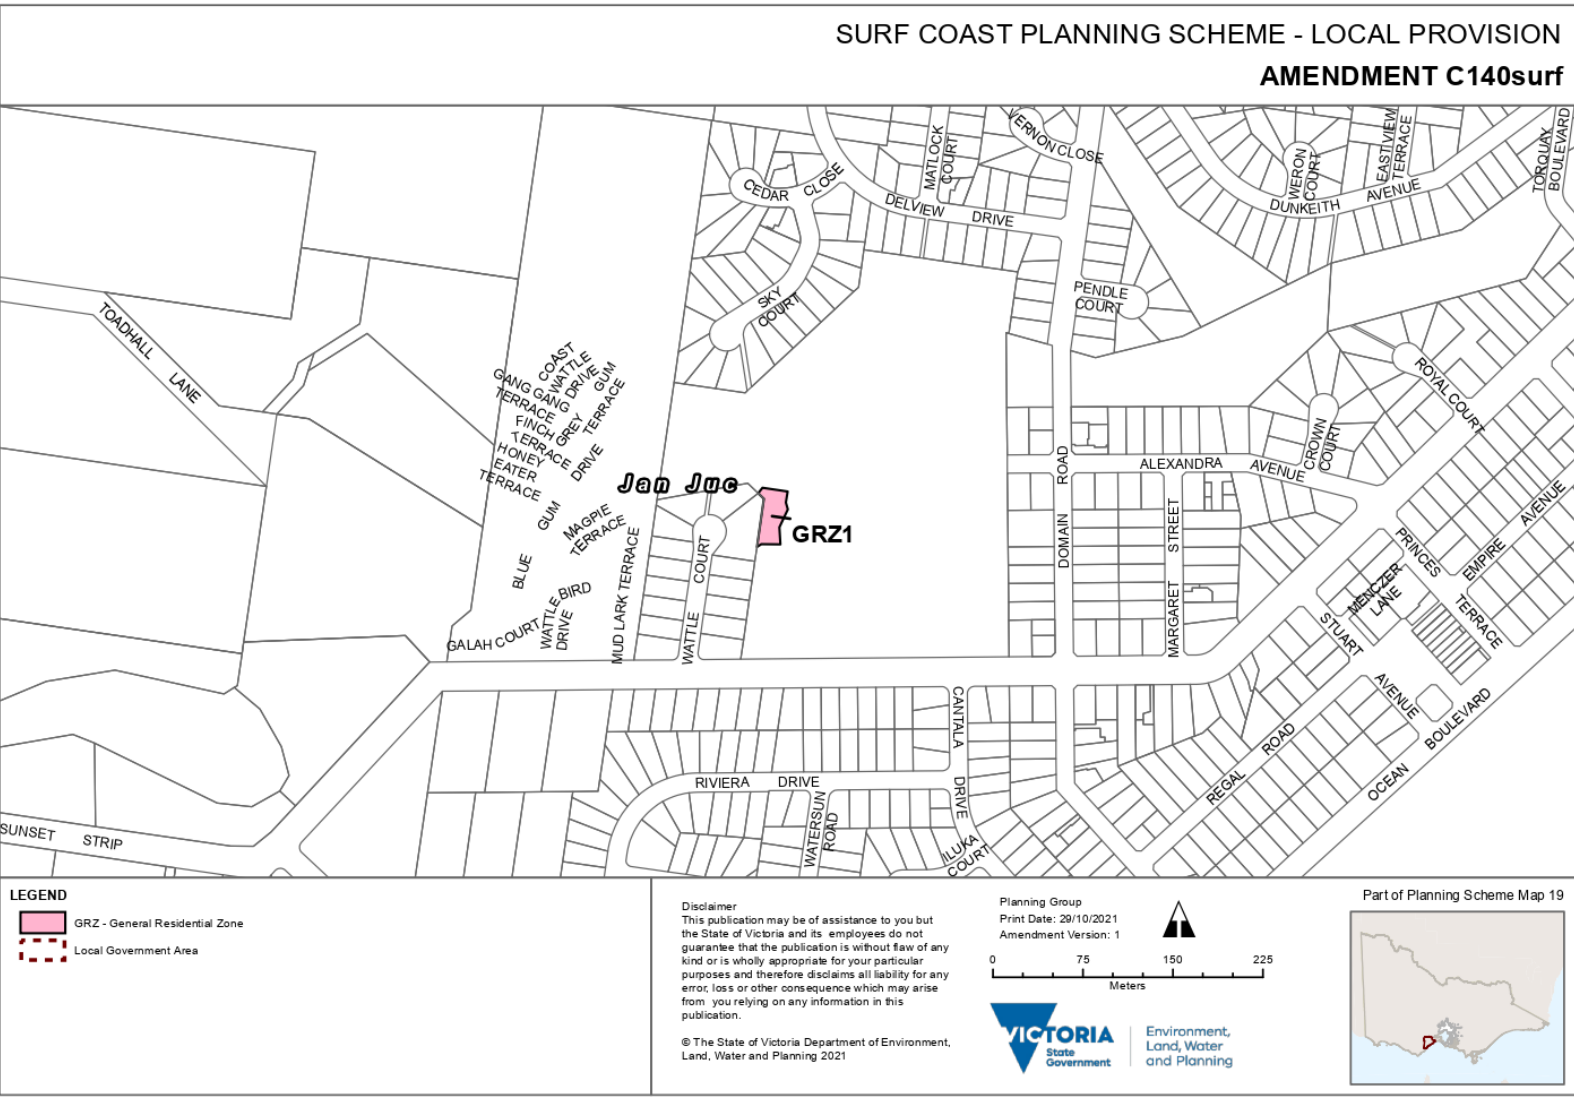 SURF COAST PLANNING SCHEME - LOCAL PROVISION
AMENDMENT C140surf
VERNON CLOSE
MATLOCK
COURT
CEDAR CLOSE
DELVIEW DRIVE
WERON
COURT
EASTVIEW
TERRACE
DUNKEITH AVENUE
TORQUAY
BOULEVARD
SKY
COURT
PENDLE
COURT
TOADHALL LANE
COAST
WATTLE
DRIVE
GANG GANG
TERRACE
GREY GUM
TERRACE
DRIVE
FINCH
TERRACE
HONEY
EATER
TERRACE
Jan Juc
GRZ1
BLUE GUM
MAGPIE
TERRACE
WATTLE BIRD
DRIVE
GALAH COURT
MUD LARK TERRACE
WATTLE COURT
DOMAIN ROAD
ALEXANDRA AVENUE
CROWN
COURT
ROYAL COURT
MARGARET STREET
PRINCES TERRACE
EMPIRE AVENUE
MENCZER
LANE
STUART AVENUE
REGAL ROAD
OCEAN BOULEVARD
CANTALA DRIVE
RIVIERA DRIVE
WATERSUN
ROAD
ILUKA
COURT
SUNSET STRIP
LEGEND
GRZ - General Residential Zone
Local Government Area
Disclaimer
This publication may be of assistance to you but
the State of Victoria and its employees do not
guarantee that the publication is without flaw of any
kind or is wholly appropriate for your particular
purposes and therefore disclaims all liability for any
error, loss or other consequence which may arise
from you relying on any information in this
publication.
© The State of Victoria Department of Environment,
Land, Water and Planning 2021
Planning Group
Print Date: 29/10/2021
Amendment Version: 1
0 75 150 225
Meters
VICTORIA
State
Government
Environment,
Land, Water
and Planning
Part of Planning Scheme Map 19